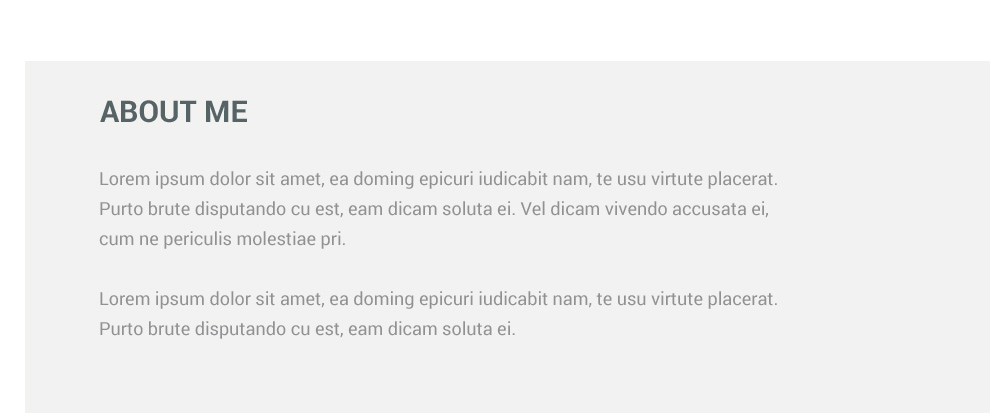 ABOUT ME
Lorem ipsum dolor sit amet, ea doming epicuri iudicabit nam, te usu virtute placerat.
Purto brute disputando cu est, eam dicam soluta ei. Vel dicam vivendo accusata ei,
cum ne periculis molestiae pri.
Lorem ipsum dolor sit amet, ea doming epicuri iudicabit nam, te usu virtute placerat.
Purto brute disputando cu est, eam dicam soluta ei.